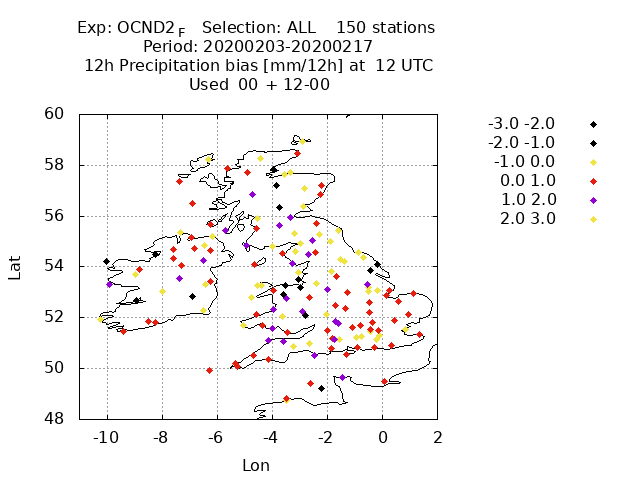 Exp: OCND2_F Selection: ALL 150 stations
Period: 20200203-20200217
12h Precipitation bias [mm/12h] at 12 UTC
Used 00 + 12-00
60
58
56
54
52
50
48
-10 -8 -6 -4 -2 0 2
Lat
Lon
-3.0 -2.0
-2.0 -1.0
-1.0 0.0
0.0 1.0
1.0 2.0
2.0 3.0